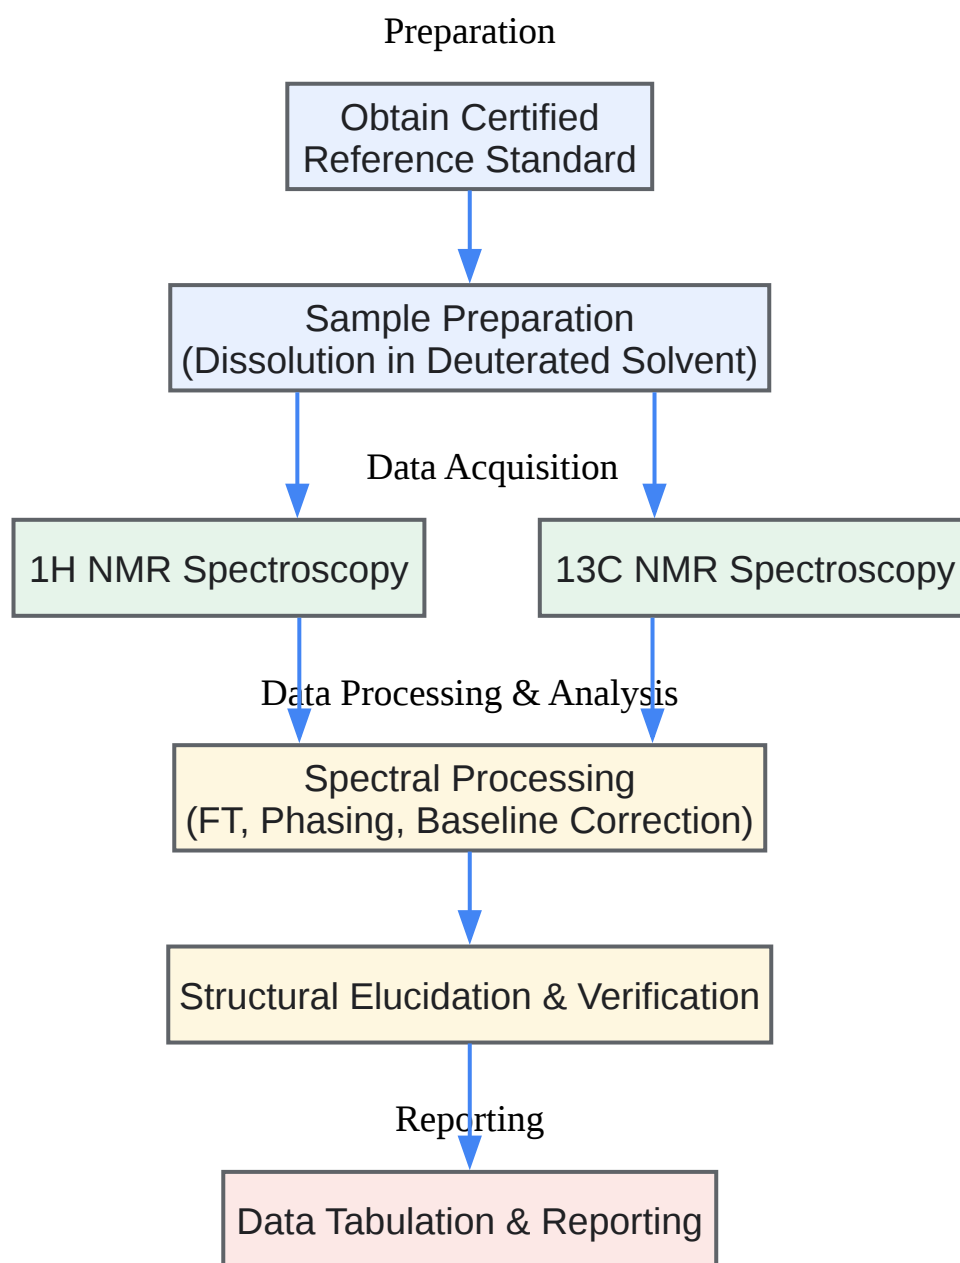 Preparation
Obtain Certified
Reference Standard
Sample Preparation
(Dissolution in Deuterated Solvent)
Data Acquisition
1H NMR Spectroscopy
13C NMR Spectroscopy
Data Processing & Analysis
Spectral Processing
(FT, Phasing, Baseline Correction)
Structural Elucidation & Verification
Reporting
Data Tabulation & Reporting